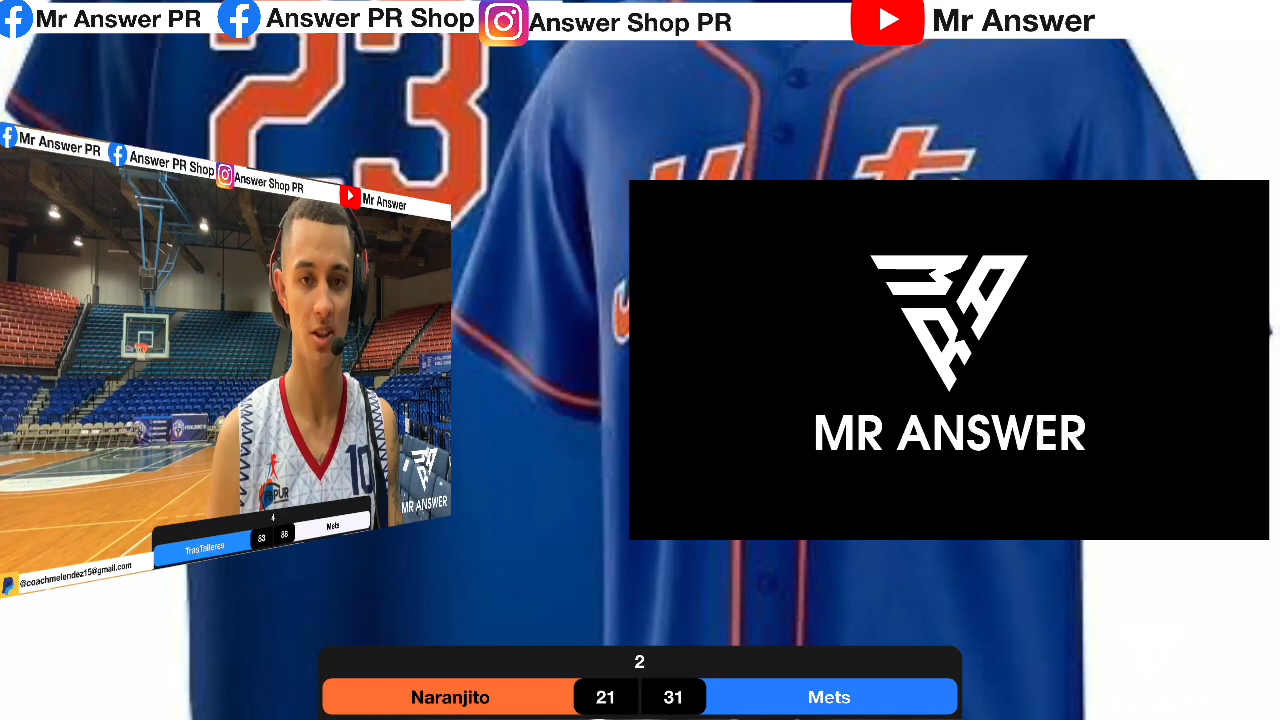 Mr Answer PR
Answer PR Shop
Answer Shop PR
Mr Answer
23
Mr Answer PR
Answer PR Shop
Answer Shop PR
Mr Answer
10
FBPUR
MR ANSWER
4
TrasTalleres 83 88 Mets
@coachmelendez15@gmail.com
MRA
MR ANSWER
2
Naranjito 21 31 Mets